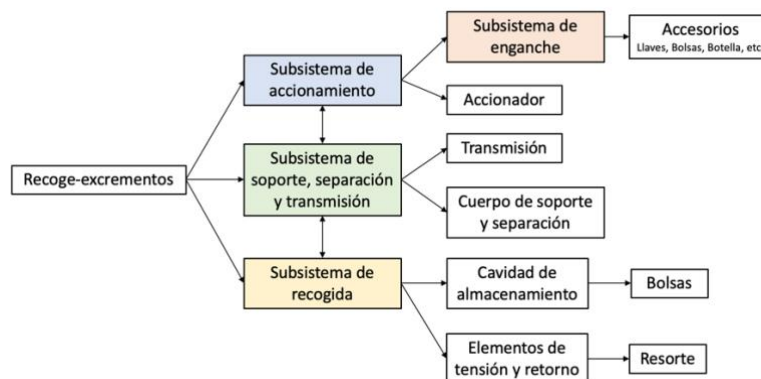 Subsistema de
enganche
Accesorios
Llaves, Bolsas, Botella, etc
Subsistema de
accionamiento
Accionador
Recoge-excrementos
Subsistema de
soporte, separación
y transmisión
Transmisión
Cuerpo de soporte
y separación
Subsistema de
recogida
Cavidad de
almacenamiento
Bolsas
Elementos de
tensión y retorno
Resorte